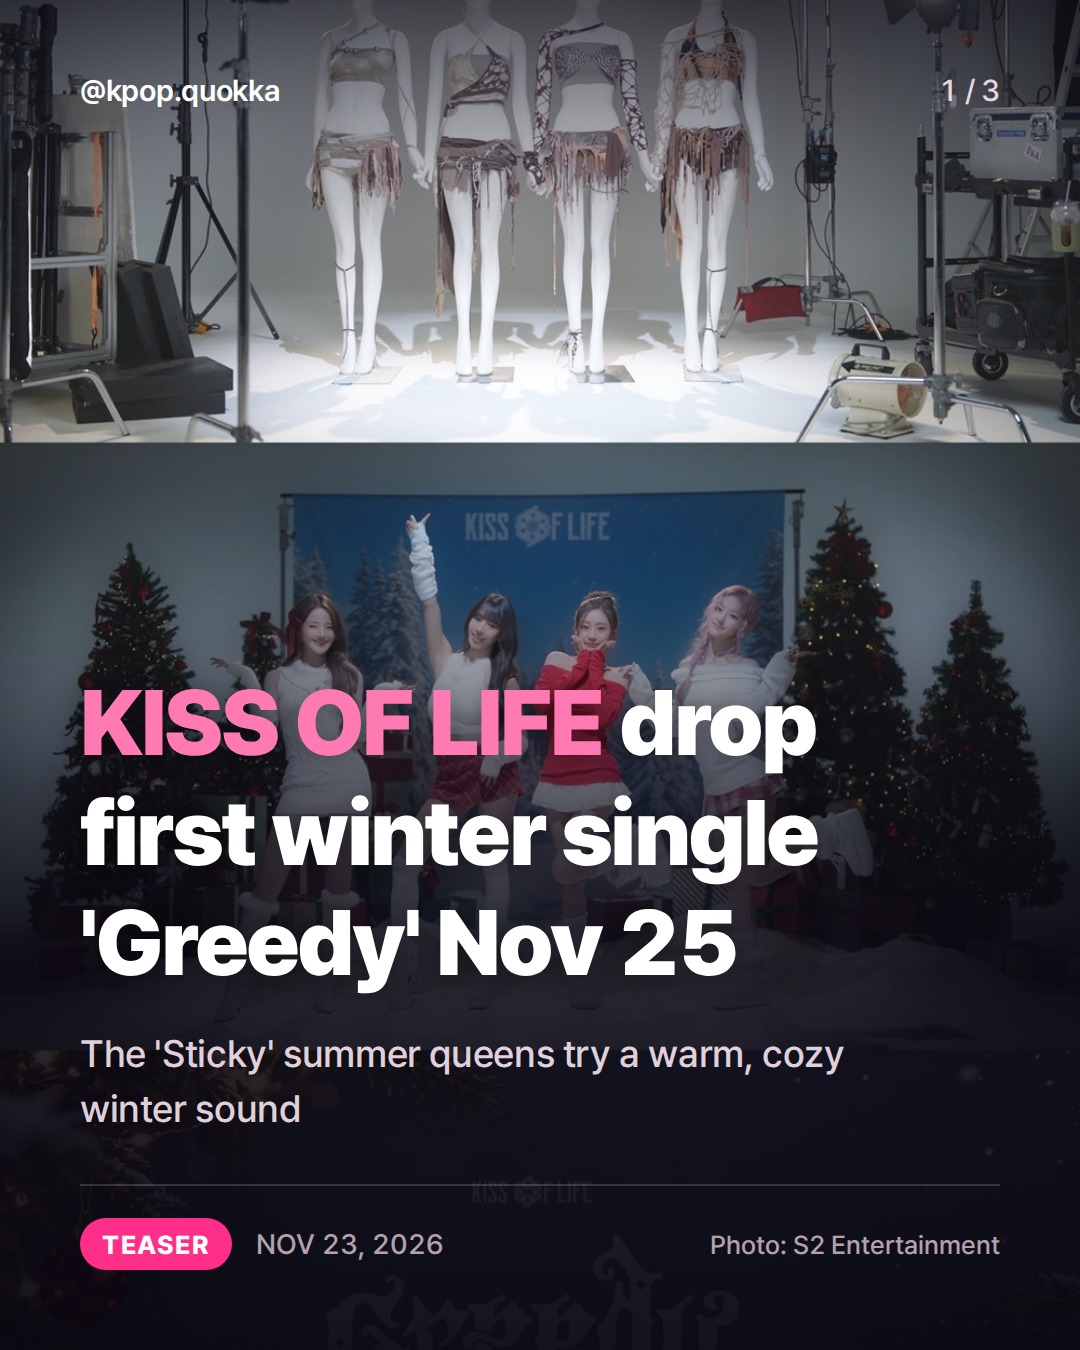 @kpop.quokka
1 / 3
KISS OF LIFE
KISS OF LIFE drop
first winter single
'Greedy' Nov 25
The 'Sticky' summer queens try a warm, cozy
winter sound
KISS OF LIFE
TEASER
NOV 23, 2026
Photo: S2 Entertainment
Greedy